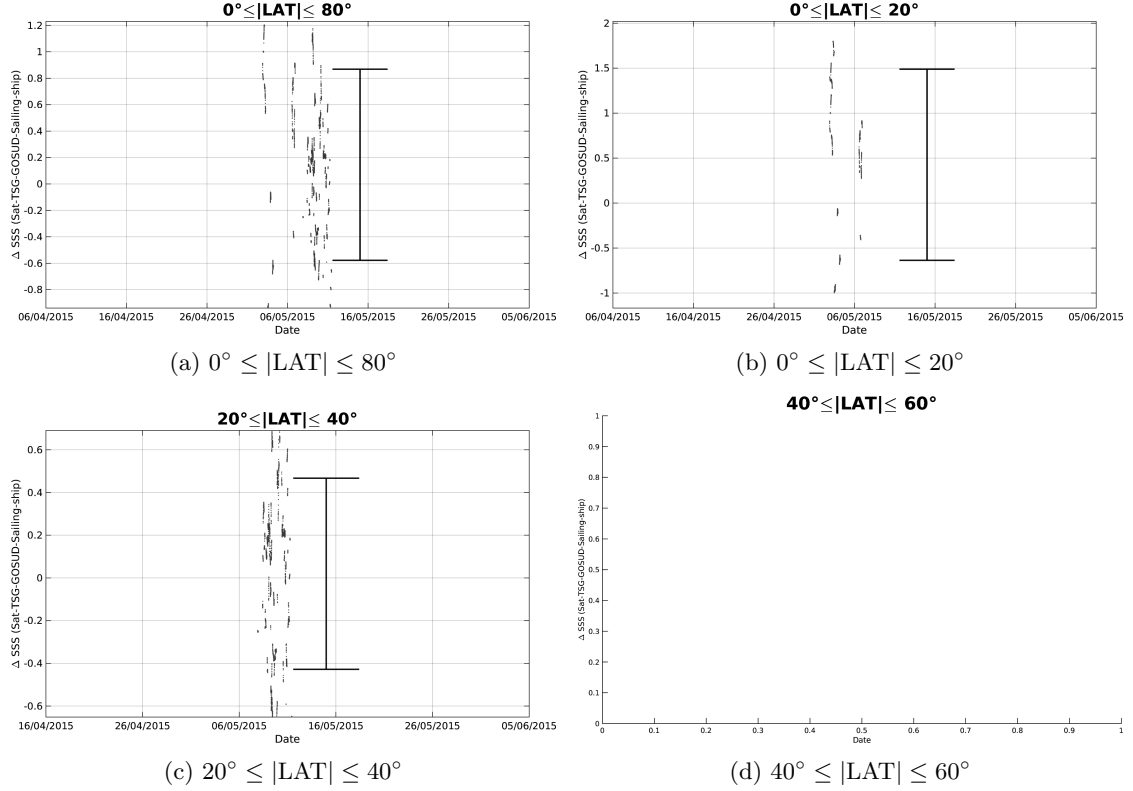 0°≤|LAT|≤ 80°
1.2
1
0.8
0.6
0.4
0.2
0
-0.2
-0.4
-0.6
-0.8
Δ SSS (Sat-TSG-GOSUD-Sailing-ship)
06/04/2015 16/04/2015 26/04/2015 06/05/2015 16/05/2015 26/05/2015 05/06/2015
Date
(a) 0° ≤ |LAT| ≤ 80°
0°≤|LAT|≤ 20°
2
1.5
1
0.5
0
-0.5
-1
Δ SSS (Sat-TSG-GOSUD-Sailing-ship)
06/04/2015 16/04/2015 26/04/2015 06/05/2015 16/05/2015 26/05/2015 05/06/2015
Date
(b) 0° ≤ |LAT| ≤ 20°
20°≤|LAT|≤ 40°
0.6
0.4
0.2
0
-0.2
-0.4
-0.6
Δ SSS (Sat-TSG-GOSUD-Sailing-ship)
16/04/2015 26/04/2015 06/05/2015 16/05/2015 26/05/2015 05/06/2015
Date
(c) 20° ≤ |LAT| ≤ 40°
40°≤|LAT|≤ 60°
1
0.9
0.8
0.7
0.6
0.5
0.4
0.3
0.2
0.1
0
Δ SSS (Sat-TSG-GOSUD-Sailing-ship)
0 0.1 0.2 0.3 0.4 0.5 0.6 0.7 0.8 0.9 1
Date
(d) 40° ≤ |LAT| ≤ 60°